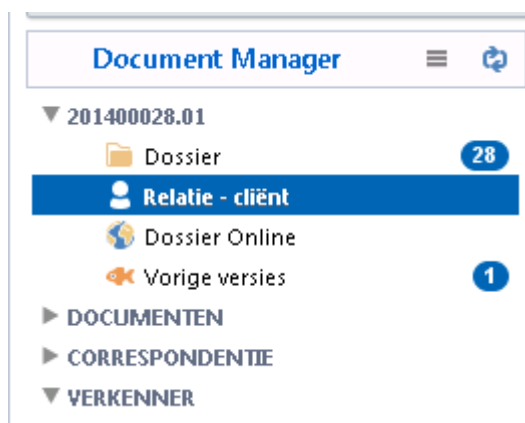 Document Manager
201400028.01
Dossier 28
Relatie - cliënt
Dossier Online
Vorige versies 1
DOCUMENTEN
CORRESPONDENTIE
VERKENNER